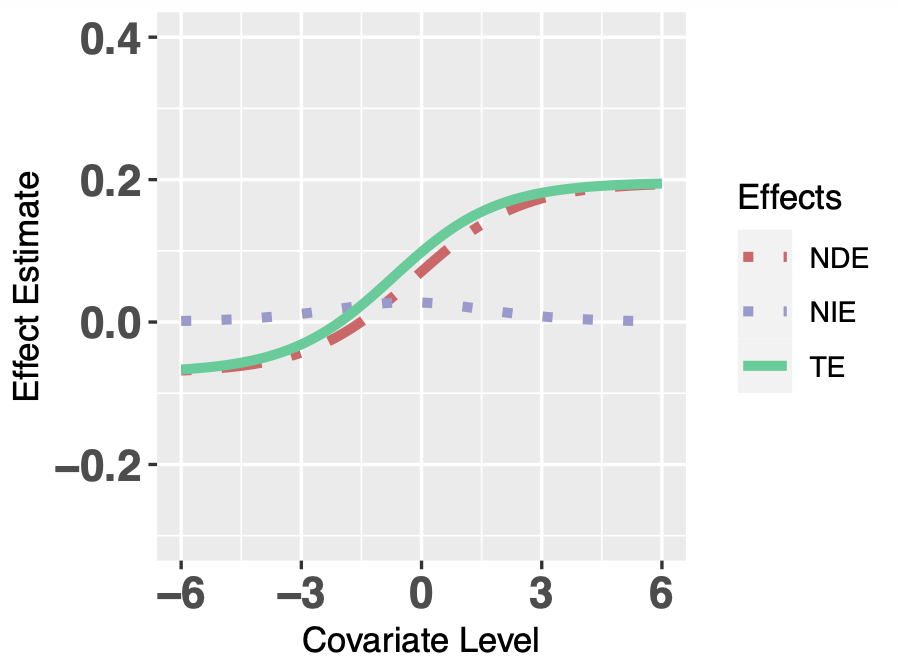 Effect Estimate
0.4
0.2
0.0
−0.2
−6 −3 0 3 6
Covariate Level
Effects
NDE
NIE
TE